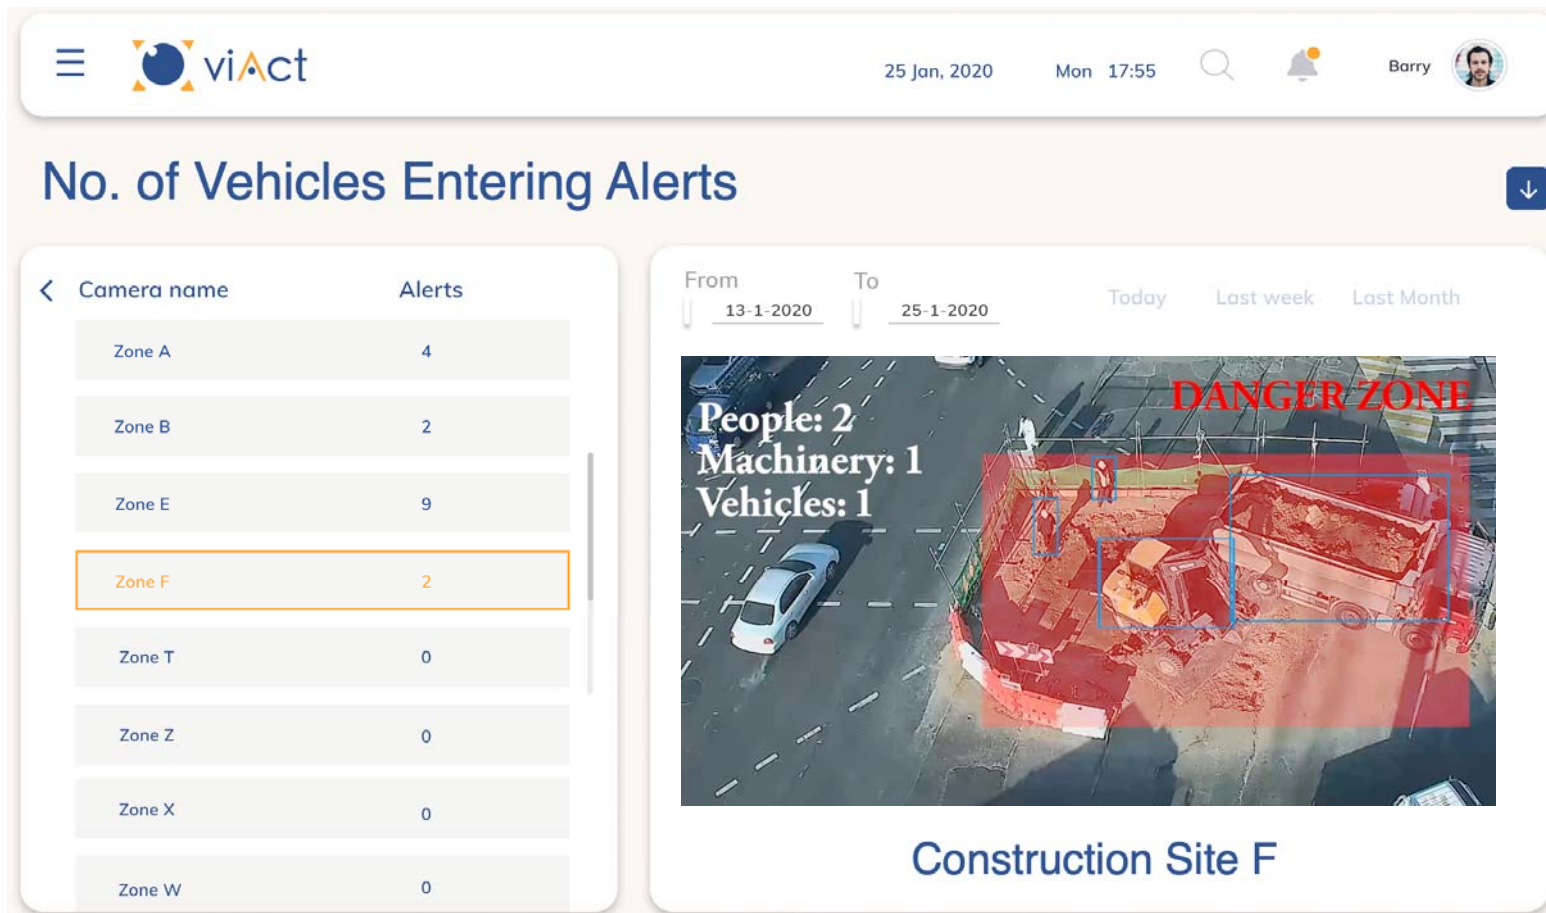 viAct
25 Jan, 2020 Mon 17:55 Barry
No. of Vehicles Entering Alerts
Camera name Alerts
Zone A 4
Zone B 2
Zone E 9
Zone F 2
Zone T 0
Zone Z 0
Zone X 0
Zone W 0
From To
13-1-2020 25-1-2020 Today Last week Last Month
DANGER ZONE
People: 2
Machinery: 1
Vehicles: 1
Construction Site F